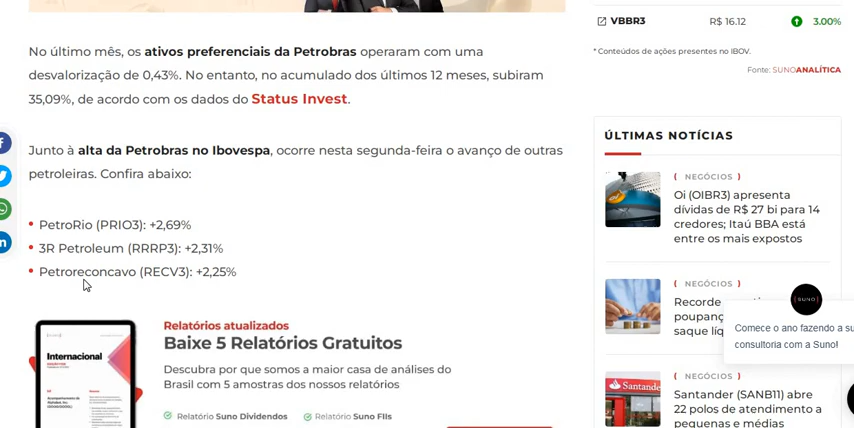 No último mês, os ativos preferenciais da Petrobras operaram com uma
desvalorização de 0,43%. No entanto, no acumulado dos últimos 12 meses, subiram
35,09%, de acordo com os dados do Status Invest.
Junto à alta da Petrobras no Ibovespa, ocorre nesta segunda-feira o avanço de outras
petroleiras. Confira abaixo:
• PetroRio (PRIO3): +2,69%
• 3R Petroleum (RRRP3): +2,31%
• Petroreconcavo (RECV3): +2,25%
Internacional
Relatórios atualizados
Baixe 5 Relatórios Gratuitos
Descubra por que somos a maior casa de análises do
Brasil com 5 amostras dos nossos relatórios
Relatório Suno Dividendos
Relatório Suno FIIs
VBBR3 R$ 16.12 3.00%
* Conteúdos de ações presentes no IBOV.
Fonte: SUNOANALÍTICA
ÚLTIMAS NOTÍCIAS
( NEGÓCIOS )
Oi (OIBR3) apresenta
dívidas de R$ 27 bi para 14
credores; Itaú BBA está
entre os mais expostos
( NEGÓCIOS )
Recorde
poupanç
saque líq
(SUNO)
Comece o ano fazendo a su
consultoria com a Suno!
( NEGÓCIOS )
Santander
Santander (SANB11) abre
22 polos de atendimento a
pequenas e médias